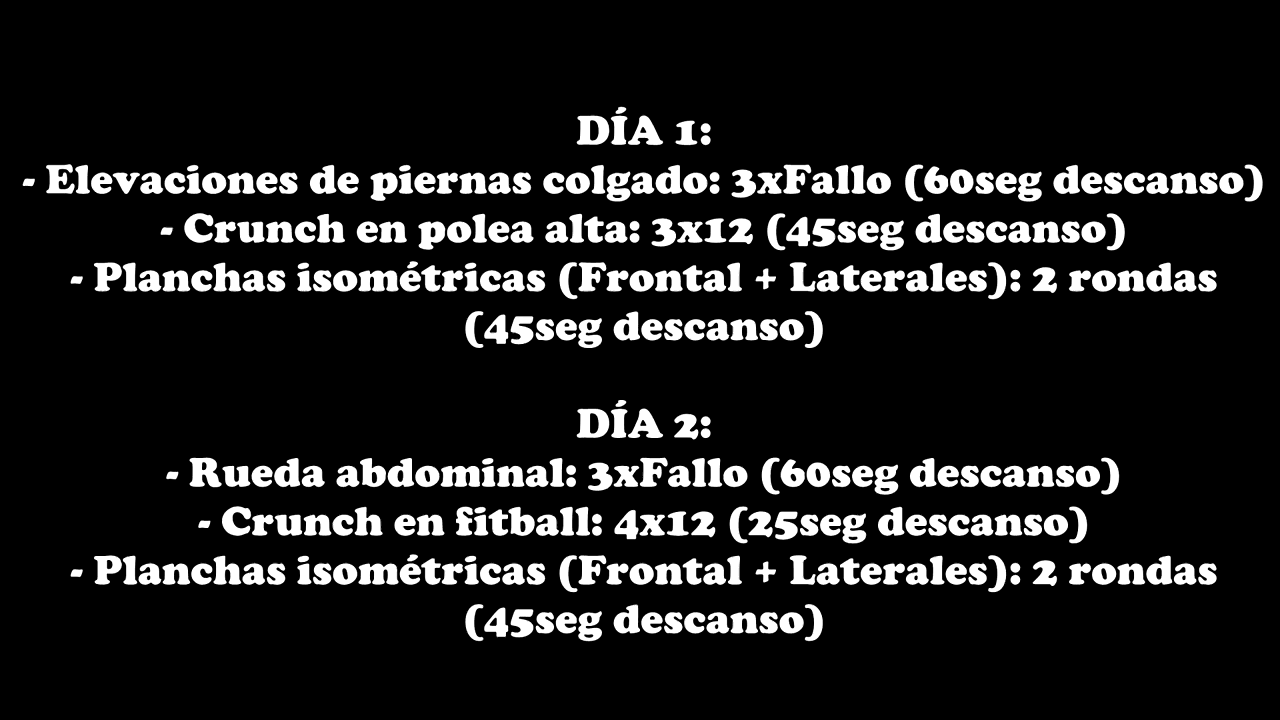 DÍA 1:
- Elevaciones de piernas colgado: 3xFallo (60seg descanso)
- Crunch en polea alta: 3x12 (45seg descanso)
- Planchas isométricas (Frontal + Laterales): 2 rondas
(45seg descanso)
DÍA 2:
- Rueda abdominal: 3xFallo (60seg descanso)
- Crunch en fitball: 4x12 (25seg descanso)
- Planchas isométricas (Frontal + Laterales): 2 rondas
(45seg descanso)